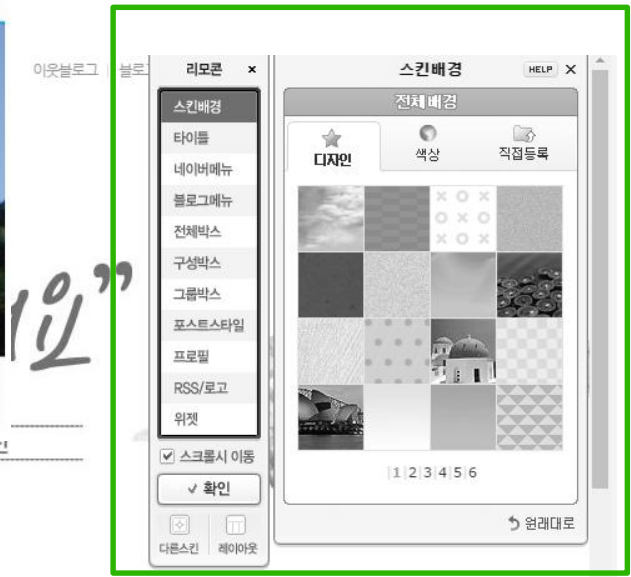 이웃블로그 | 블로그
리모콘 ×
스킨배경
타이틀
네이버메뉴
블로그메뉴
전체박스
구성박스
그룹박스
포스트스타일
프로필
RSS/로고
위젯
스크롤시 이동
확인
다른스킨 | 레이아웃
스킨배경 HELP X
전체 배경
디자인 색상 직접등록
|1|2|3|4|5|6
원래대로
요”